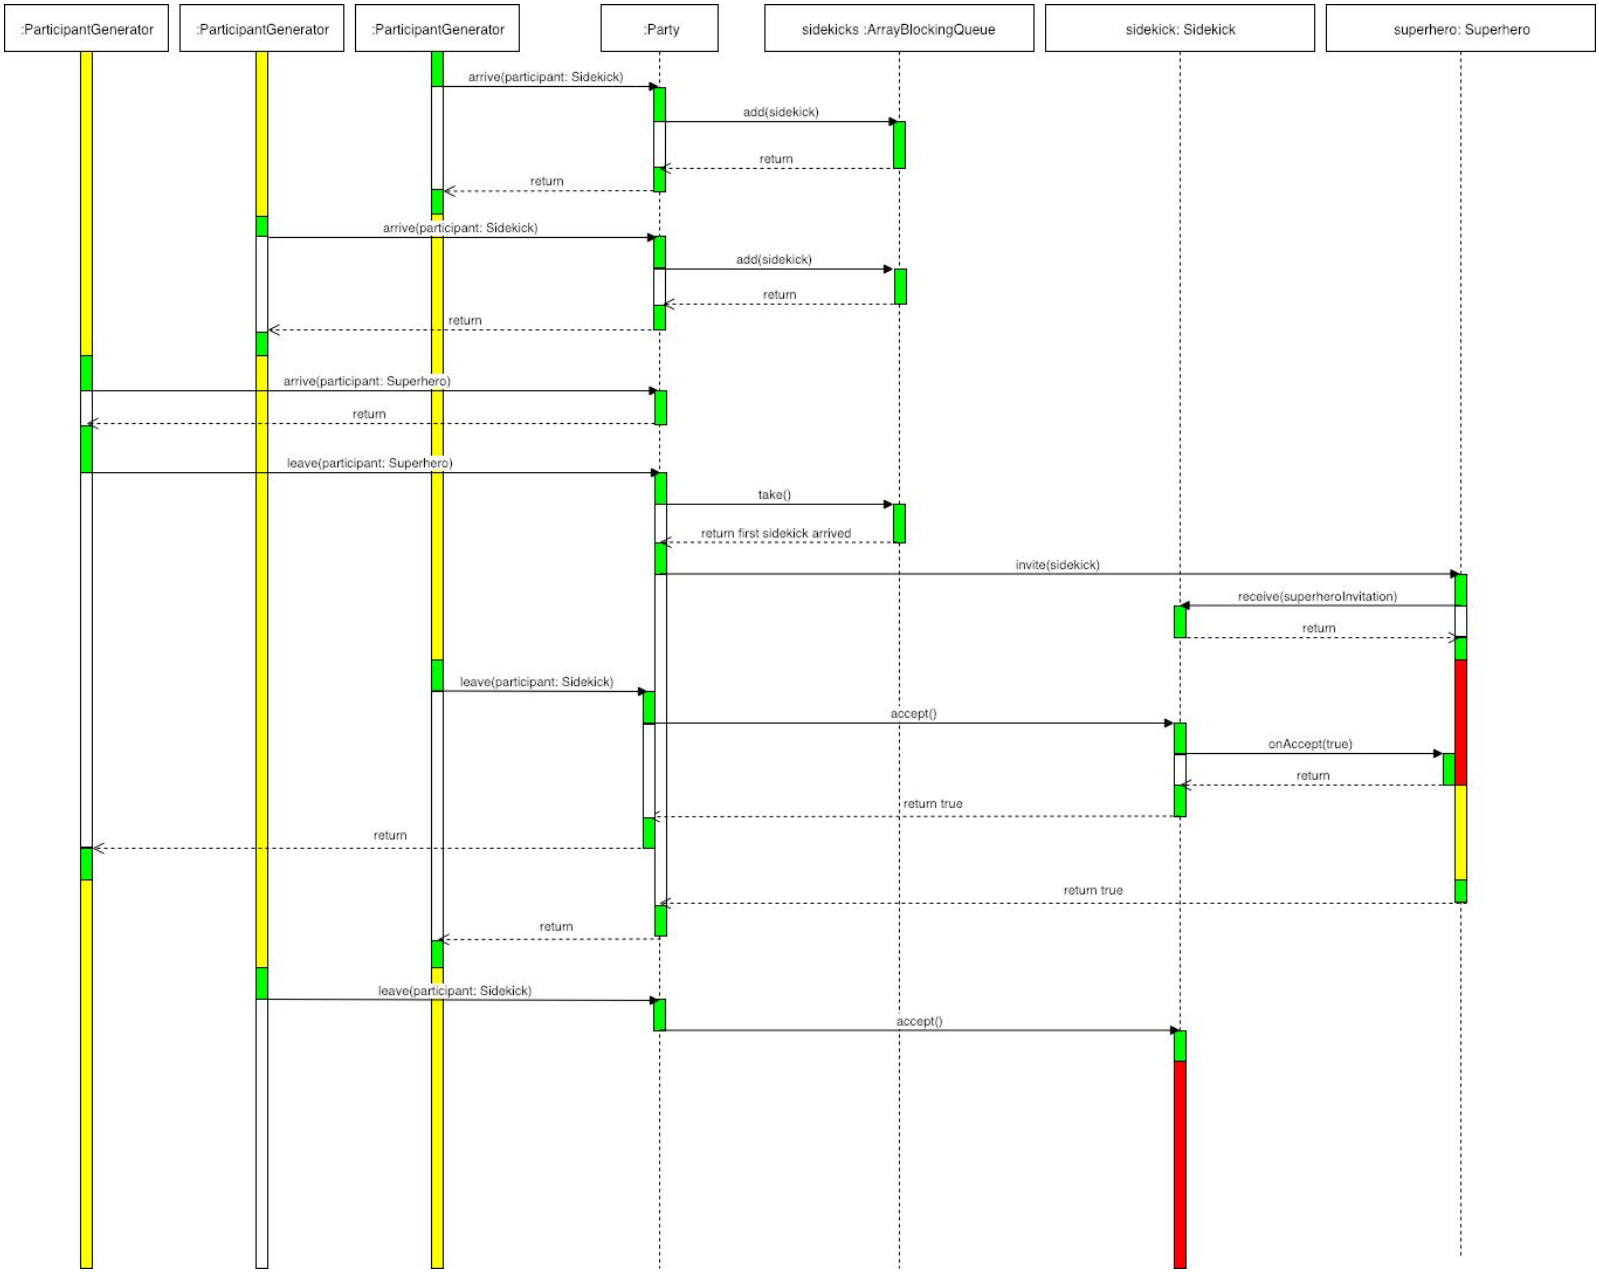 :ParticipantGenerator
:ParticipantGenerator
:ParticipantGenerator
:Party
sidekicks :ArrayBlockingQueue
sidekick: Sidekick
superhero: Superhero
arrive(participant: Sidekick)
add(sidekick)
return
return
arrive(participant: Sidekick)
add(sidekick)
return
return
arrive(participant: Superhero)
return
leave(participant: Superhero)
take()
return first sidekick arrived
invite(sidekick)
receive(superheroInvitation)
return
leave(participant: Sidekick)
accept()
onAccept(true)
return
return true
return
return true
return
leave(participant: Sidekick)
accept()